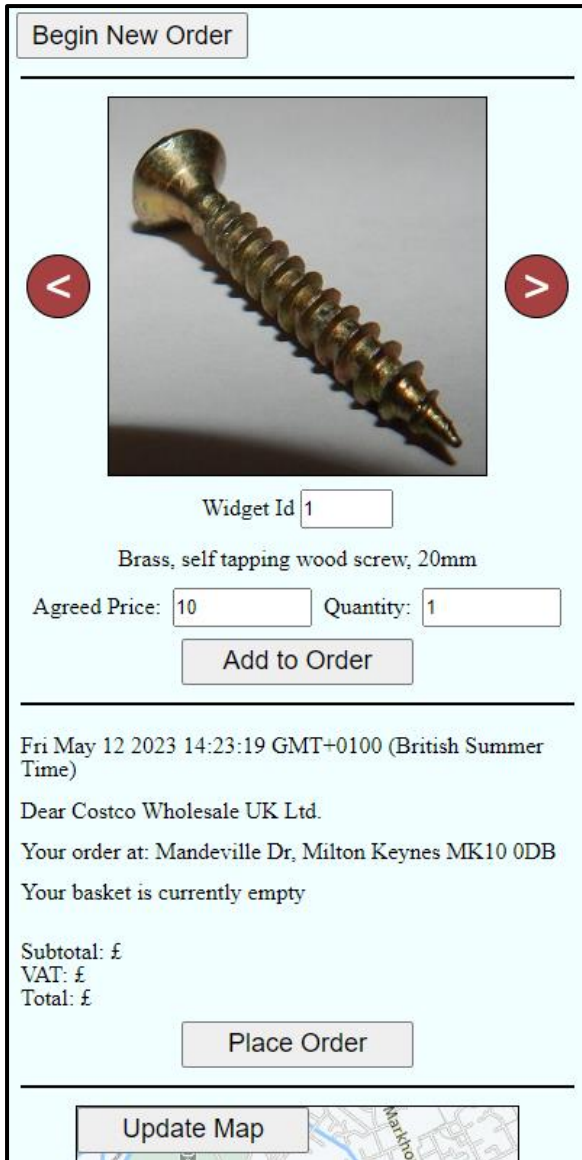 Begin New Order
<
>
Widget Id 1
Brass, self tapping wood screw, 20mm
Agreed Price: 10 Quantity: 1
Add to Order
Fri May 12 2023 14:23:19 GMT+0100 (British Summer
Time)
Dear Costco Wholesale UK Ltd.
Your order at: Mandeville Dr, Milton Keynes MK10 0DB
Your basket is currently empty
Subtotal: £
VAT: £
Total: £
Place Order
Update Map